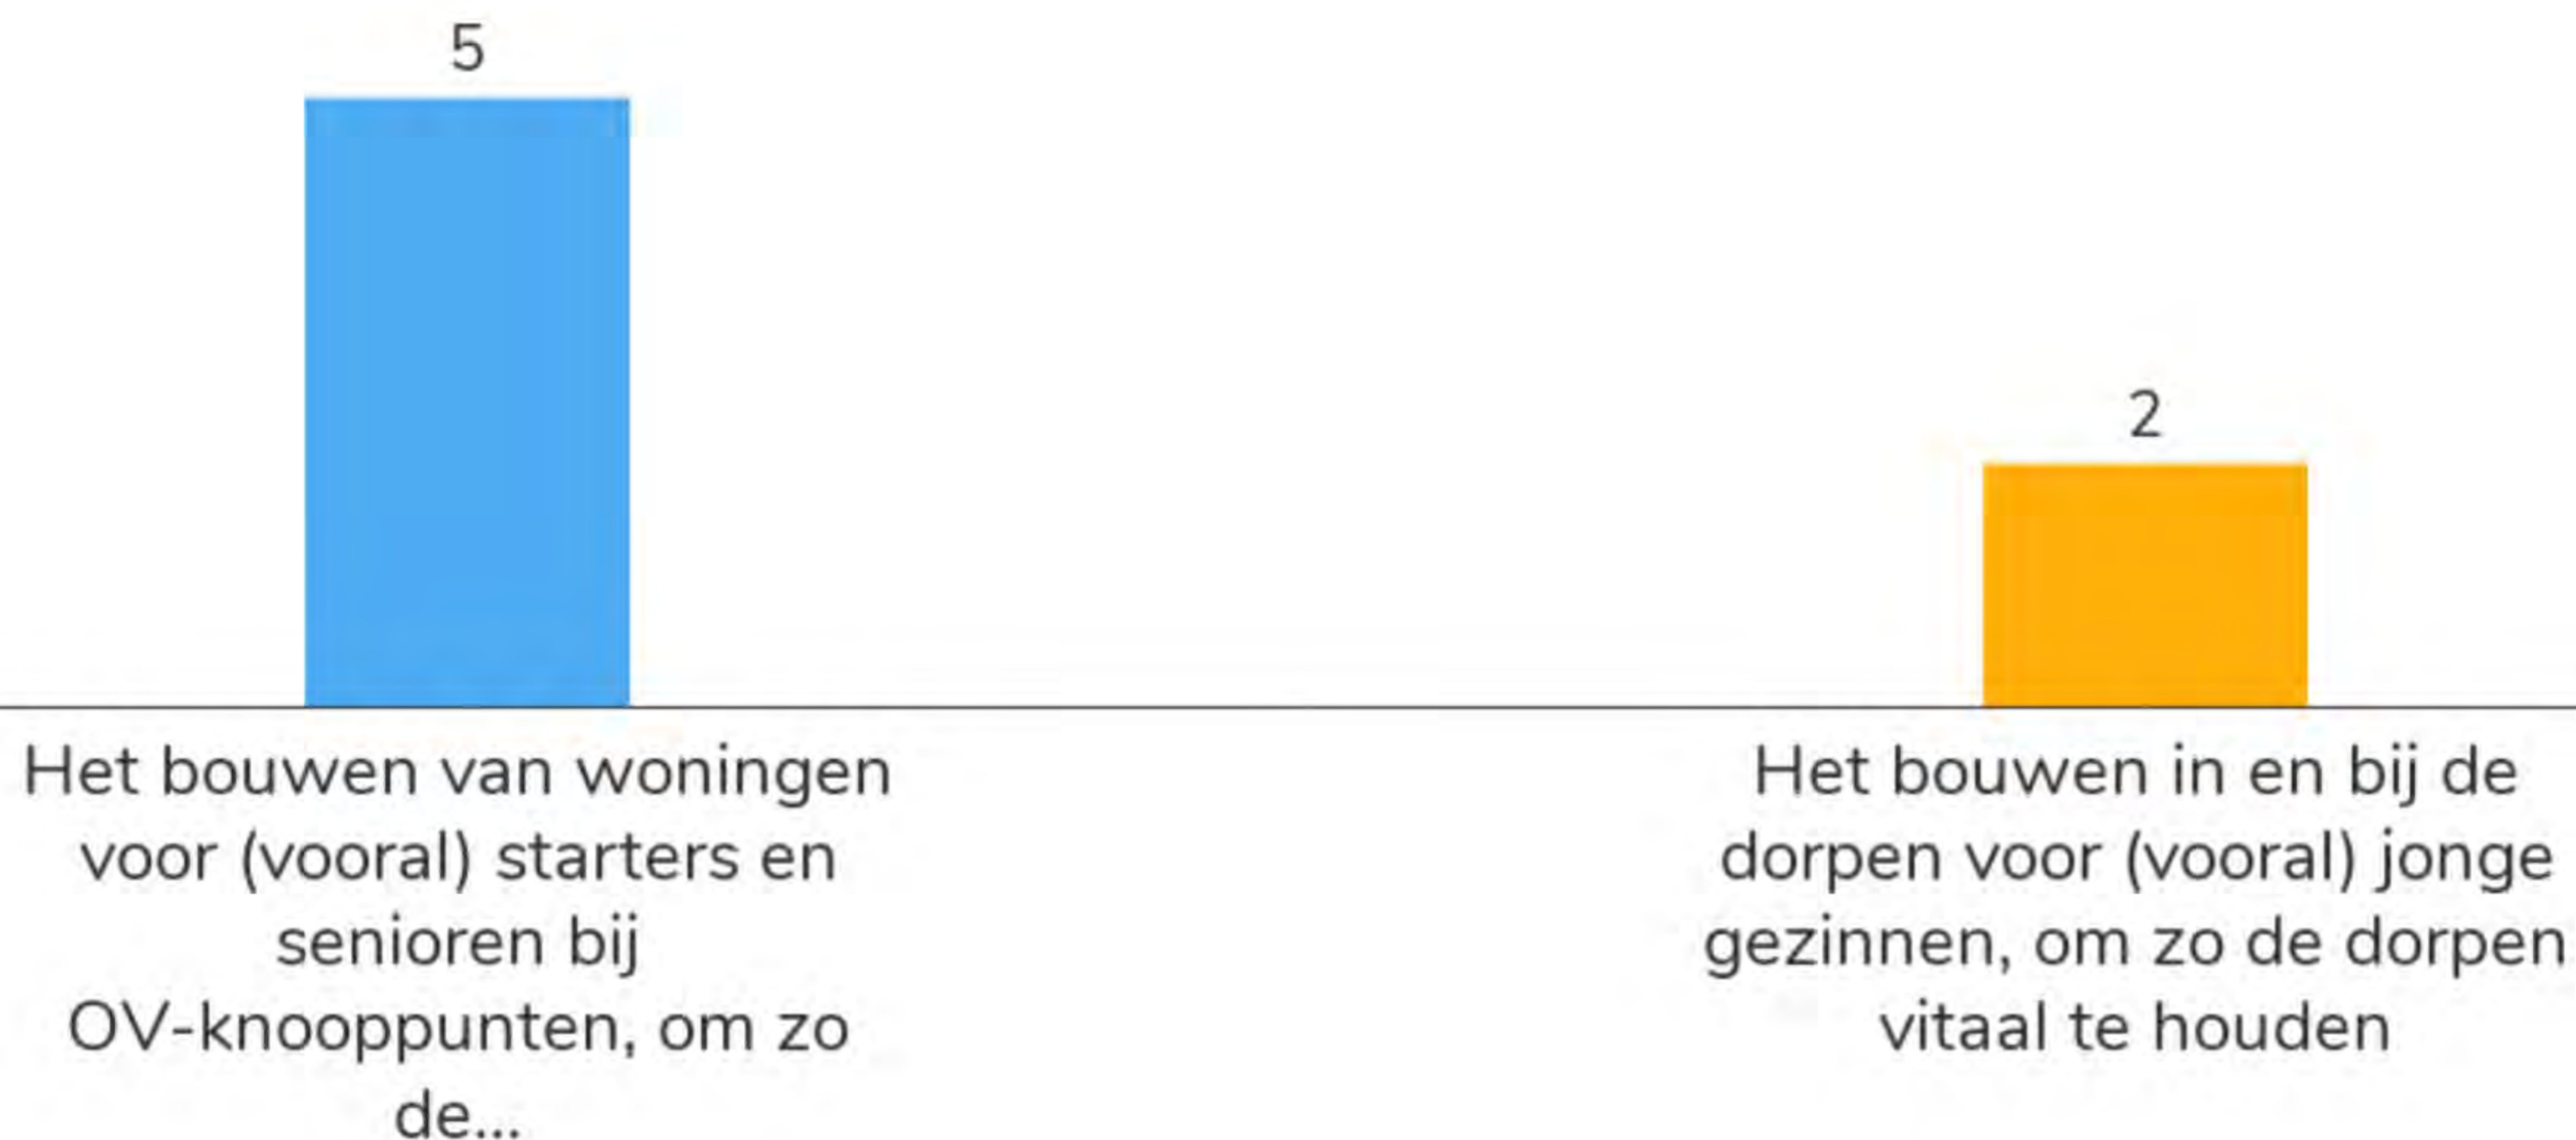 5
2
Het bouwen van woningen
voor (vooral) starters en
senioren bij
OV-knooppunten, om zo
de...
Het bouwen in en bij de
dorpen voor (vooral) jonge
gezinnen, om zo de dorpen
vitaal te houden